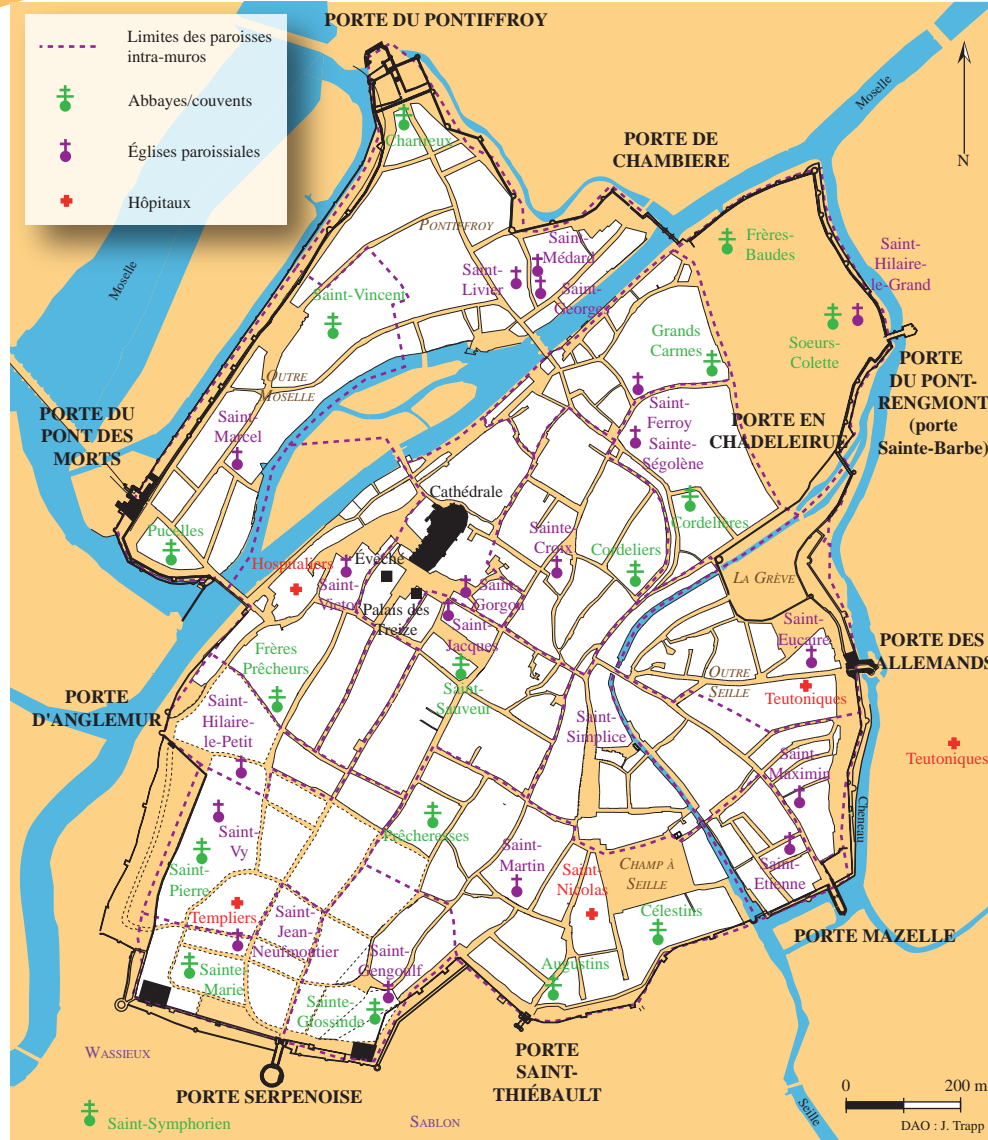 PORTE DU PONTIFFROY
Limites des paroisses
intra-muros
Abbayes/couvents
Églises paroissiales
Hôpitaux
Moselle
N
PORTE DE
CHAMBIERE
Chartreux
Moselle
PONTIFFROY
Saint-
Médard
Saint-
Livier
Saint-
Georges
Frères-
Baudes
Saint-
Hilaire-
le-Grand
Saint-Vincent
Grands
Carmes
Soeurs-
Colette
OUTRE
MOSELLE
PORTE
DU PONT-
RENGMONT
(porte
Sainte-Barbe)
PORTE DU
PONT DES
MORTS
Saint-
Marcel
Saint-
Ferroy
Sainte-
Ségolène
PORTE EN
CHADELEIRUE
Cathédrale
Pucelles
Sainte-
Croix
Cordeliers
Cordelières
Hospitaliers
Évêché
Saint-
Victor
Palais des
Treize
Saint-
Gorgon
Saint-
Jacques
LA GRÈVE
Saint-
Eucaire
PORTE DES
ALLEMANDS
Frères
Prêcheurs
Saint-
Sauveur
OUTRE
SEILLE
Teutoniques
PORTE
D'ANGLEMUR
Saint-
Hilaire-
le-Petit
Saint-
Simplice
Saint-
Maximin
Teutoniques
Cheneau
Saint-
Vy
Prêcheresses
Saint-
Martin
Saint-
Nicolas
CHAMP À
SEILLE
Saint-
Etienne
Saint-
Pierre
Templiers
Saint-
Jean-
Neufmoutier
Célestins
PORTE MAZELLE
Sainte
Marie
Saint-
Gengoulf
Sainte-
Glossinde
Augustins
WASSIEUX
PORTE SERPENOISE
PORTE
SAINT-
THIÉBAULT
Saint-Symphorien
SABLON
Seille
0 200 m
DAO : J. Trapp